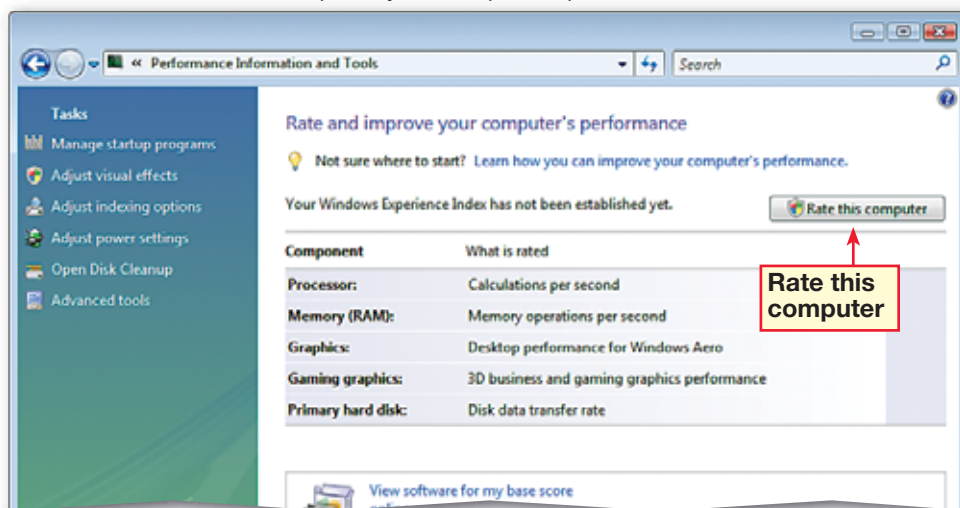 « Performance Information and Tools
Search
Tasks
Manage startup programs
Adjust visual effects
Adjust indexing options
Adjust power settings
Open Disk Cleanup
Advanced tools
Rate and improve your computer's performance
Not sure where to start? Learn how you can improve your computer's performance.
Your Windows Experience Index has not been established yet.
Rate this computer
Component What is rated
Processor: Calculations per second
Memory (RAM): Memory operations per second
Graphics: Desktop performance for Windows Aero
Gaming graphics: 3D business and gaming graphics performance
Primary hard disk: Disk data transfer rate
Rate this
computer
View software for my base score